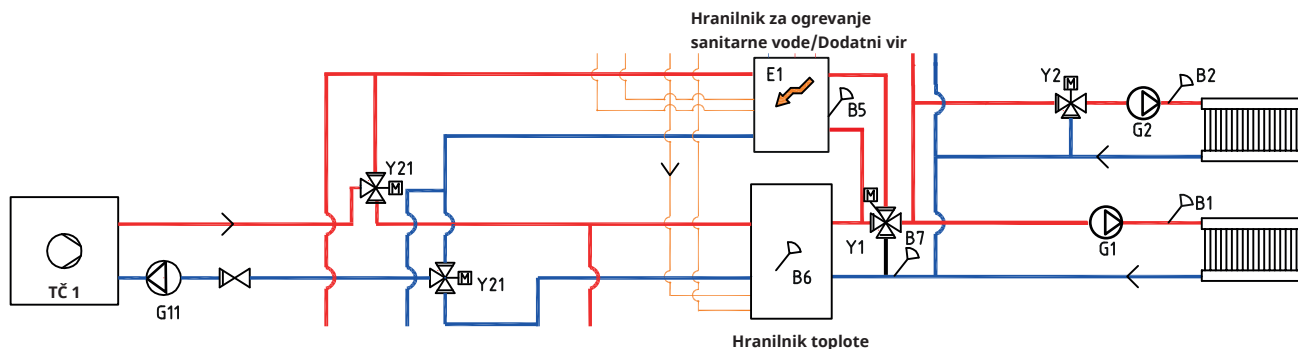 Hranilnik za ogrevanje
sanitarne vode/Dodatni vir
E1
B5
Y2
M
B2
G2
Y21
M
M
Y1
B7
B1
G1
TČ 1
G11
M
Y21
B6
Hranilnik toplote